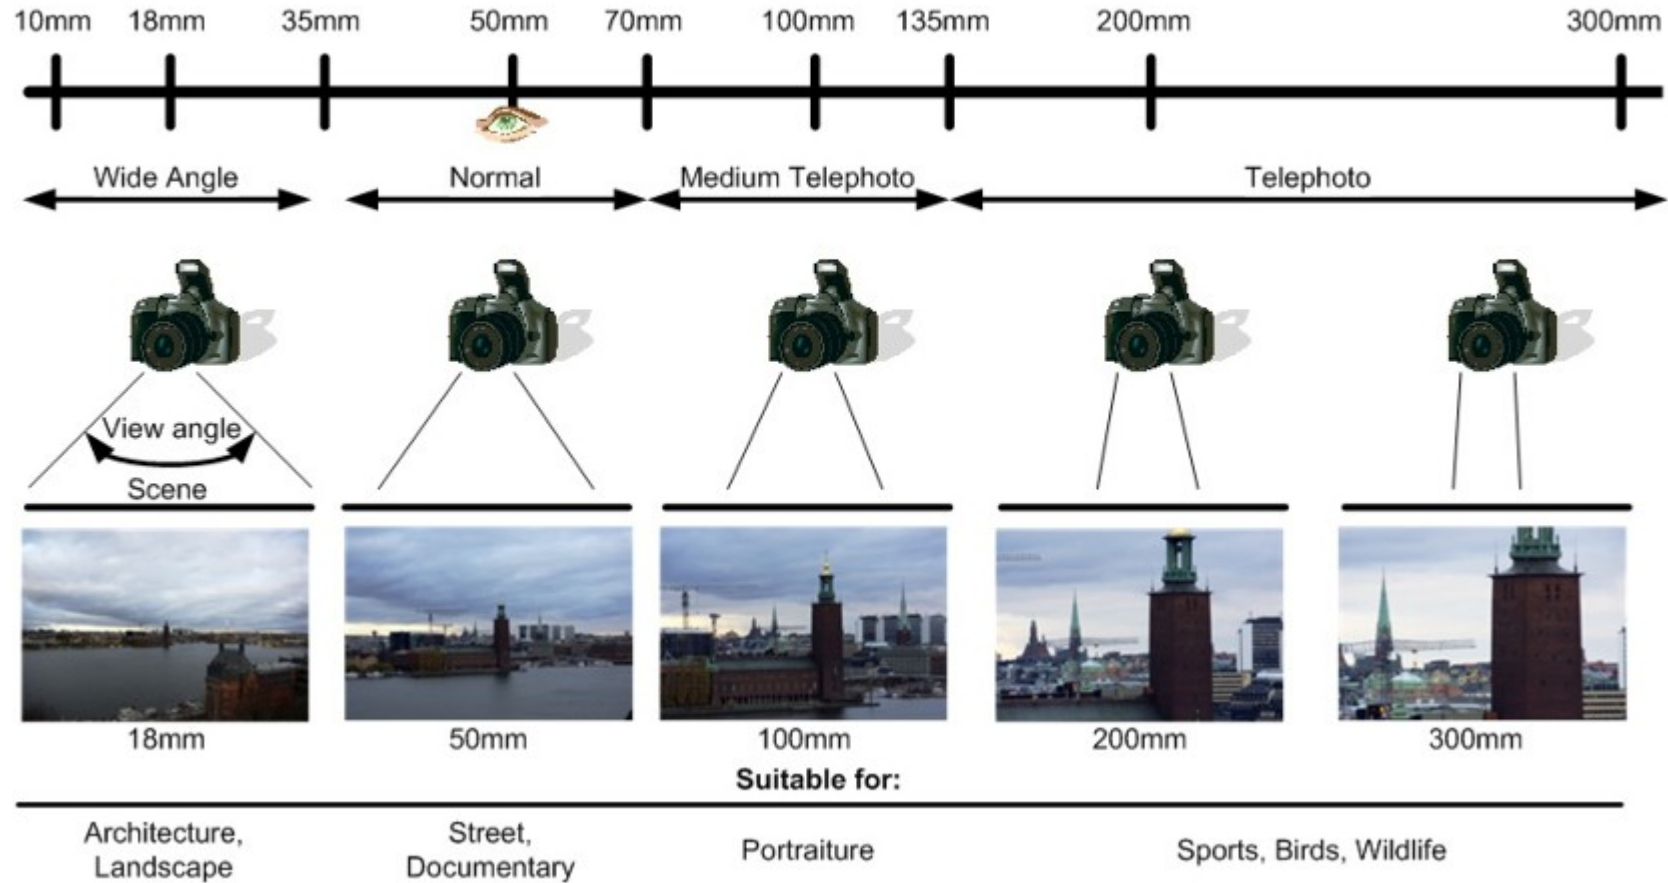 10mm 18mm 35mm 50mm 70mm 100mm 135mm 200mm 300mm
Wide Angle Normal Medium Telephoto Telephoto
View angle
Scene
18mm 50mm 100mm 200mm 300mm
Suitable for:
Architecture, Landscape
Street, Documentary
Portraiture
Sports, Birds, Wildlife